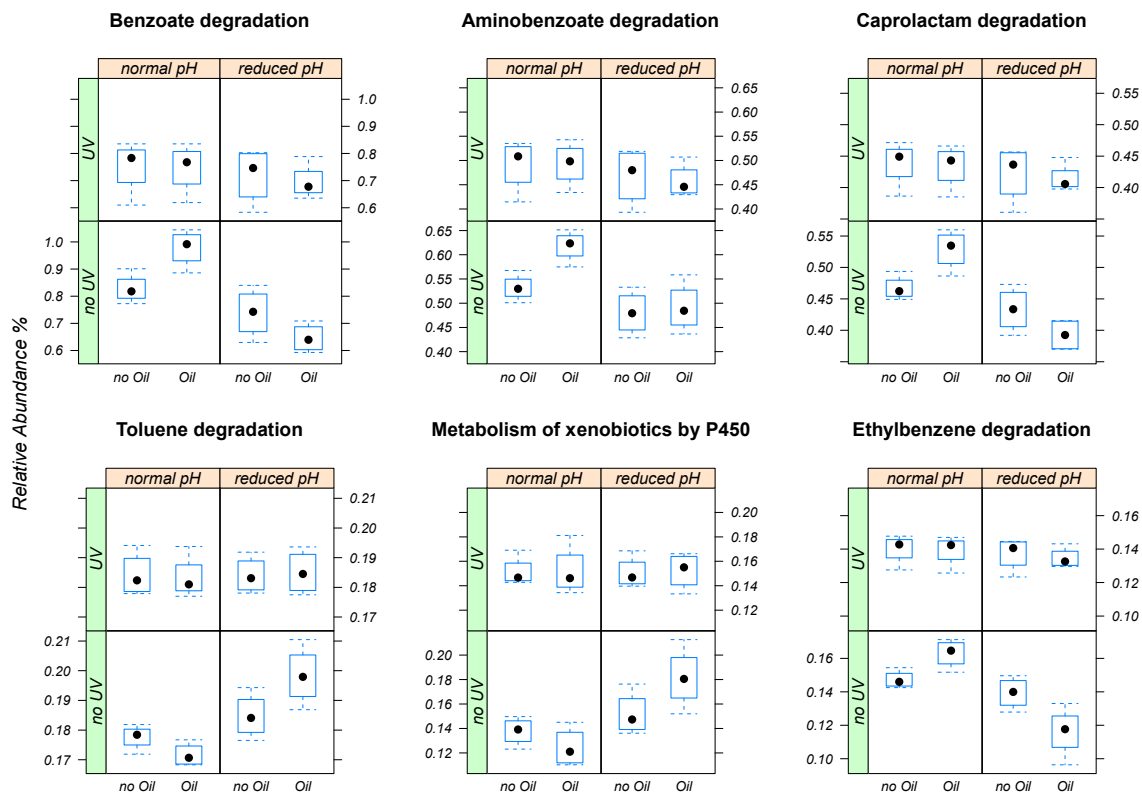 Benzoate degradation
Aminobenzoate degradation
Caprolactam degradation
normal pH reduced pH
normal pH reduced pH
normal pH reduced pH
UV
1.0
0.9
0.8
0.7
0.6
UV
0.65
0.60
0.55
0.50
0.45
0.40
UV
0.55
0.50
0.45
0.40
no UV
1.0
0.9
0.8
0.7
0.6
no UV
0.65
0.60
0.55
0.50
0.45
0.40
no UV
0.55
0.50
0.45
0.40
no Oil Oil no Oil Oil
no Oil Oil no Oil Oil
no Oil Oil no Oil Oil
Relative Abundance %
Toluene degradation
Metabolism of xenobiotics by P450
Ethylbenzene degradation
normal pH reduced pH
normal pH reduced pH
normal pH reduced pH
UV
0.21
0.20
0.19
0.18
0.17
UV
0.20
0.18
0.16
0.14
0.12
UV
0.16
0.14
0.12
0.10
no UV
0.21
0.20
0.19
0.18
0.17
no UV
0.20
0.18
0.16
0.14
0.12
no UV
0.16
0.14
0.12
0.10
no Oil Oil no Oil Oil
no Oil Oil no Oil Oil
no Oil Oil no Oil Oil